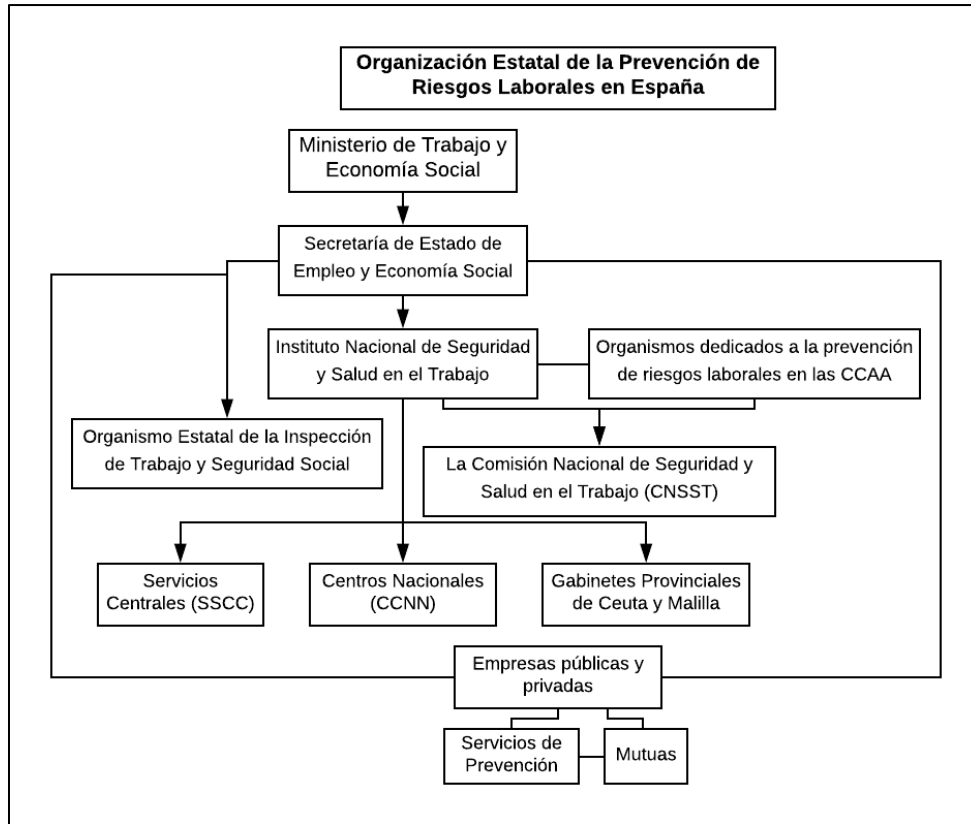 Organización Estatal de la Prevención de
Riesgos Laborales en España
Ministerio de Trabajo y
Economía Social
Secretaría de Estado de
Empleo y Economía Social
Instituto Nacional de Seguridad
y Salud en el Trabajo
Organismos dedicados a la prevención
de riesgos laborales en las CCAA
Organismo Estatal de la Inspección
de Trabajo y Seguridad Social
La Comisión Nacional de Seguridad y
Salud en el Trabajo (CNSST)
Servicios
Centrales (SSCC)
Centros Nacionales
(CCNN)
Gabinetes Provinciales
de Ceuta y Malilla
Empresas públicas y
privadas
Servicios de
Prevención
Mutuas